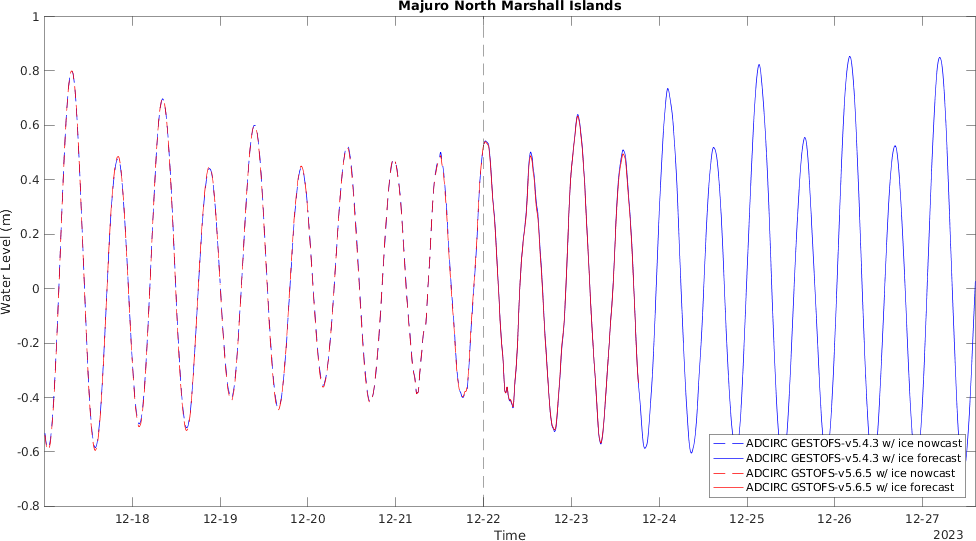 Majuro North Marshall Islands
1
0.8
0.6
0.4
0.2
0
-0.2
-0.4
-0.6
-0.8
Water Level (m)
ADCIRC GESTOFS-v5.4.3 w/ ice nowcast
ADCIRC GESTOFS-v5.4.3 w/ ice forecast
ADCIRC GSTOFS-v5.6.5 w/ ice nowcast
ADCIRC GSTOFS-v5.6.5 w/ ice forecast
12-18 12-19 12-20 12-21 12-22 12-23 12-24 12-25 12-26 12-27
Time
2023